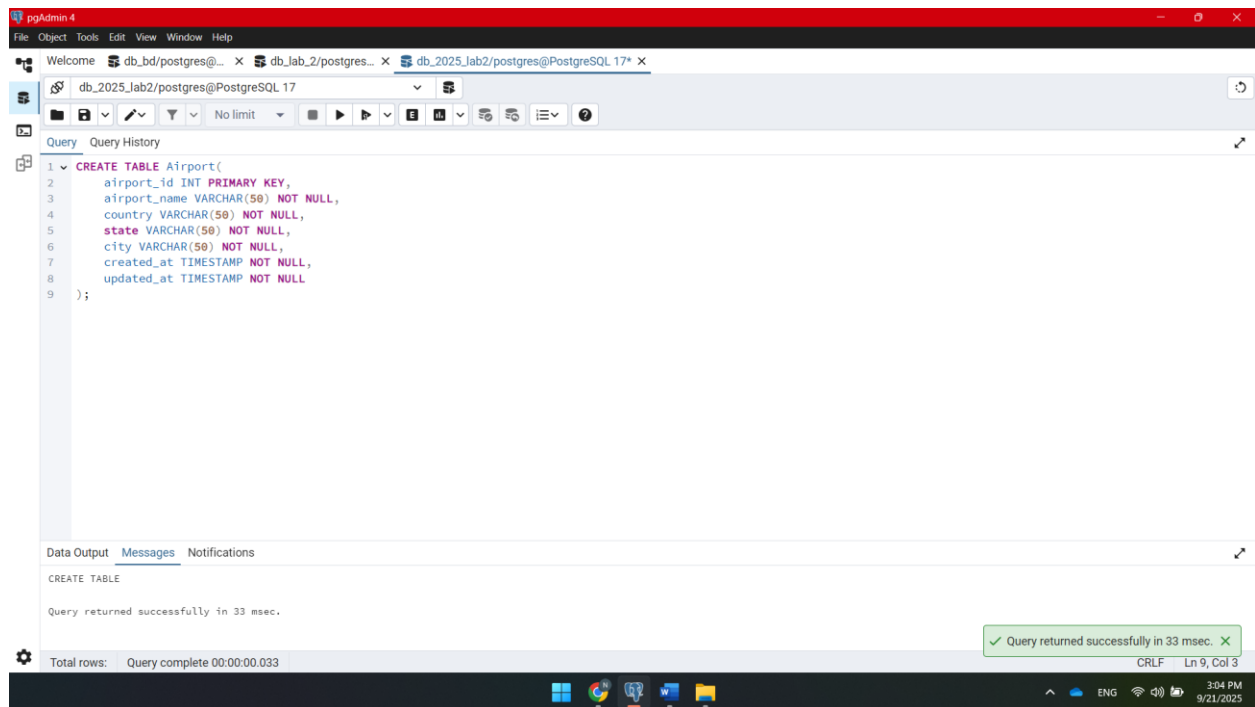 pgAdmin 4
File Object Tools Edit View Window Help
Welcome db_bd/postgres@... db_lab_2/postgres... db_2025_lab2/postgres@PostgreSQL 17*
db_2025_lab2/postgres@PostgreSQL 17
No limit
E
Query Query History
1 CREATE TABLE Airport(
2 airport_id INT PRIMARY KEY,
3 airport_name VARCHAR(50) NOT NULL,
4 country VARCHAR(50) NOT NULL,
5 state VARCHAR(50) NOT NULL,
6 city VARCHAR(50) NOT NULL,
7 created_at TIMESTAMP NOT NULL,
8 updated_at TIMESTAMP NOT NULL
9 );
Data Output Messages Notifications
CREATE TABLE
Query returned successfully in 33 msec.
Query returned successfully in 33 msec.
Total rows: Query complete 00:00:00.033 CRLF Ln 9, Col 3
ENG 3:04 PM
9/21/2025